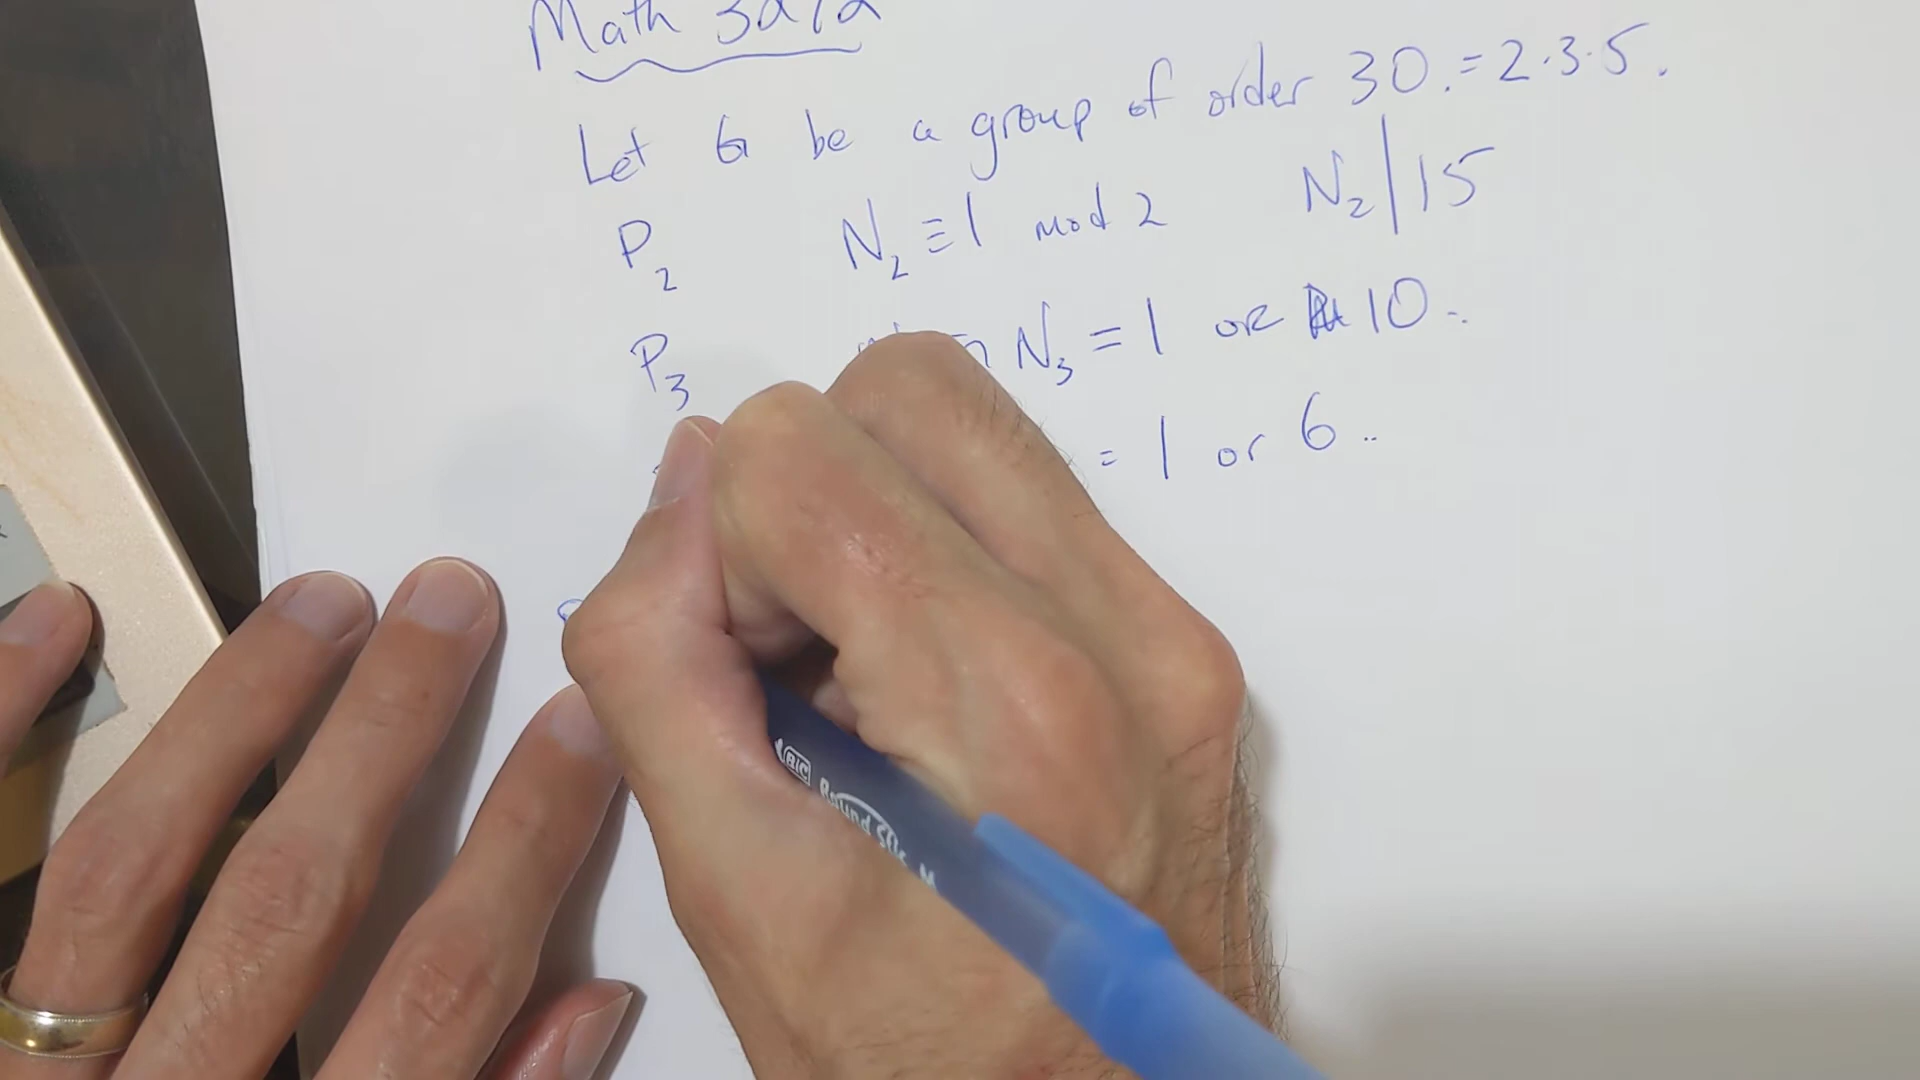 Math
Let G be a group of order 30. = 2·3·5.
P₂ N₂ ≡ 1 mod 2 N₂ | 15
P₃ N₃ = 1 or 10..
= 1 or 6..
BIC Round Stic M